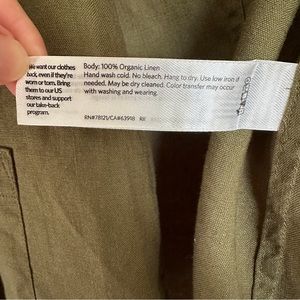 We want our clothes
back, even if they're
worn or torn. Bring
them to our US
stores and support
our take-back
program.
Body: 100% Organic Linen
Hand wash cold. No bleach. Hang to dry. Use low iron if
needed. May be dry cleaned. Color transfer may occur
with washing and wearing.
RN#78121/CA#63918 RII